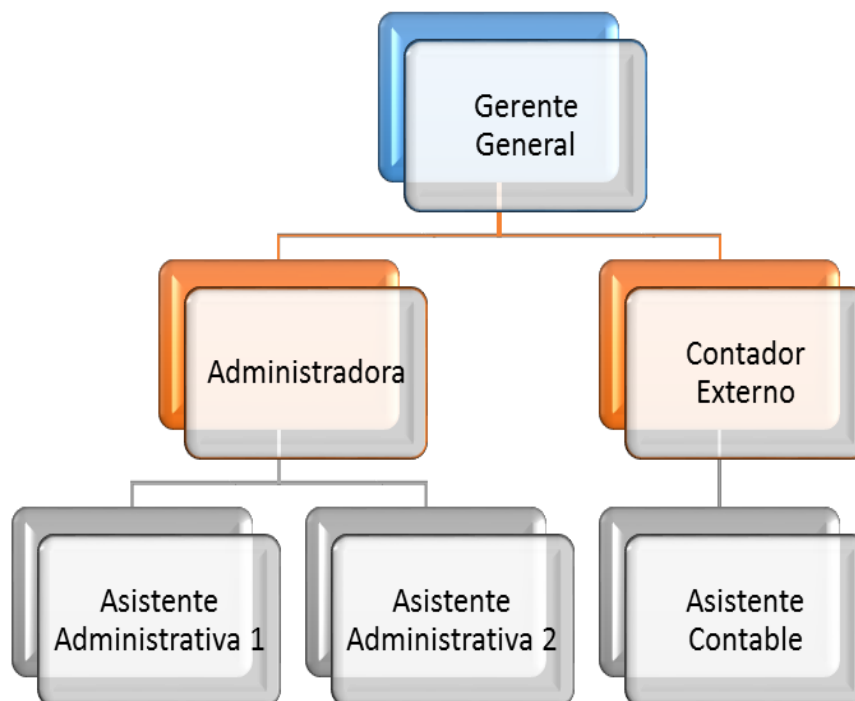 Gerente
General
Administradora
Contador
Externo
Asistente
Administrativa 1
Asistente
Administrativa 2
Asistente
Contable